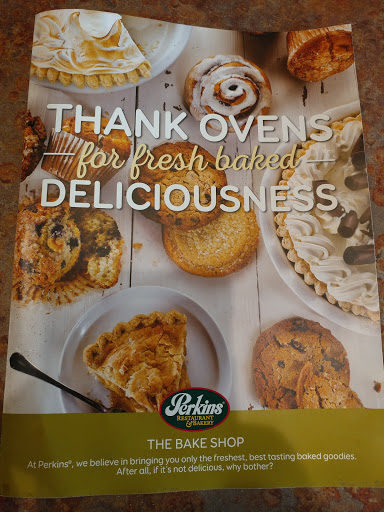 THANK OVENS
for fresh baked
DELICIOUSNESS
Perkins
RESTAURANT
& BAKERY
THE BAKE SHOP
At Perkins®, we believe in bringing you only the freshest, best tasting baked goodies.
After all, if it's not delicious, why bother?